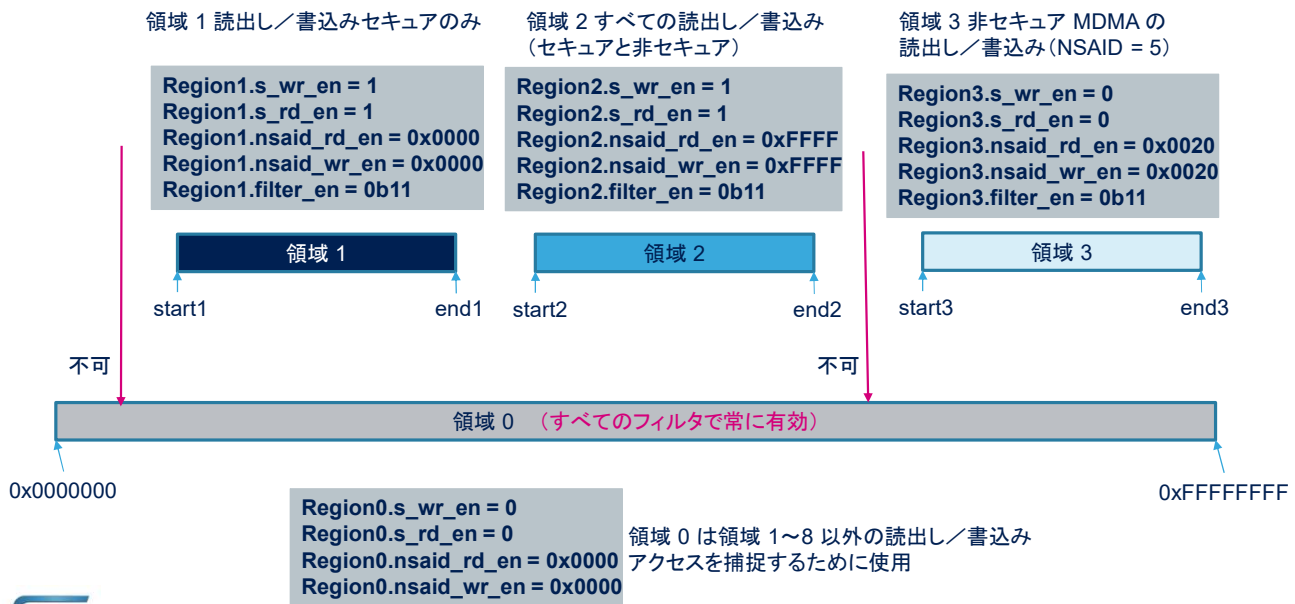 領域 1 読出し／書込みセキュアのみ
領域 2 すべての読出し／書込み
（セキュアと非セキュア）
領域 3 非セキュア MDMA の
読出し／書込み（NSAID = 5）
Region1.s_wr_en = 1
Region1.s_rd_en = 1
Region1.nsaid_rd_en = 0x0000
Region1.nsaid_wr_en = 0x0000
Region1.filter_en = 0b11
Region2.s_wr_en = 1
Region2.s_rd_en = 1
Region2.nsaid_rd_en = 0xFFFF
Region2.nsaid_wr_en = 0xFFFF
Region2.filter_en = 0b11
Region3.s_wr_en = 0
Region3.s_rd_en = 0
Region3.nsaid_rd_en = 0x0020
Region3.nsaid_wr_en = 0x0020
Region3.filter_en = 0b11
領域 1
領域 2
領域 3
start1
end1
start2
end2
start3
end3
不可
不可
領域 0 （すべてのフィルタで常に有効）
0x0000000
0xFFFFFFFF
Region0.s_wr_en = 0
Region0.s_rd_en = 0
Region0.nsaid_rd_en = 0x0000
Region0.nsaid_wr_en = 0x0000
領域 0 は領域 1～8 以外の読出し／書込み
アクセスを捕捉するために使用